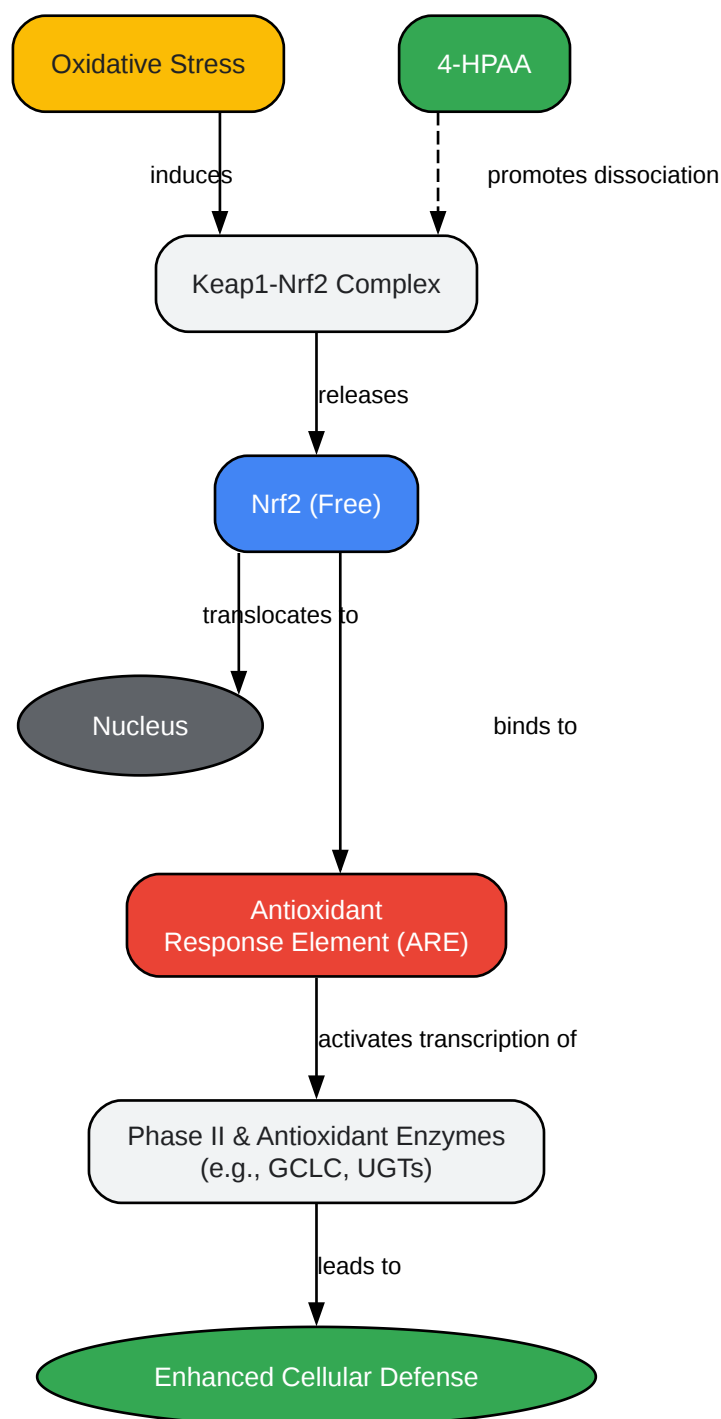 Oxidative Stress
4-HPAA
induces
promotes dissociation
Keap1-Nrf2 Complex
releases
Nrf2 (Free)
translocates to
Nucleus
binds to
Antioxidant
Response Element (ARE)
activates transcription of
Phase II & Antioxidant Enzymes
(e.g., GCLC, UGTs)
leads to
Enhanced Cellular Defense